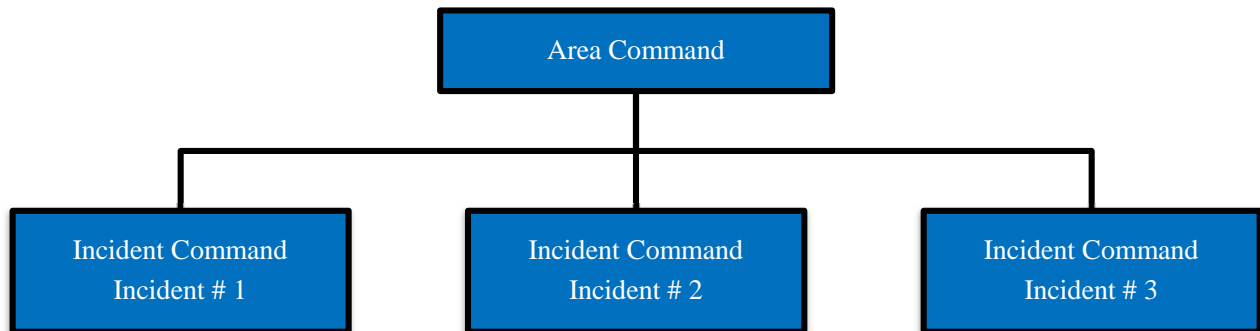 Area Command
Incident Command
Incident # 1
Incident Command
Incident # 2
Incident Command
Incident # 3